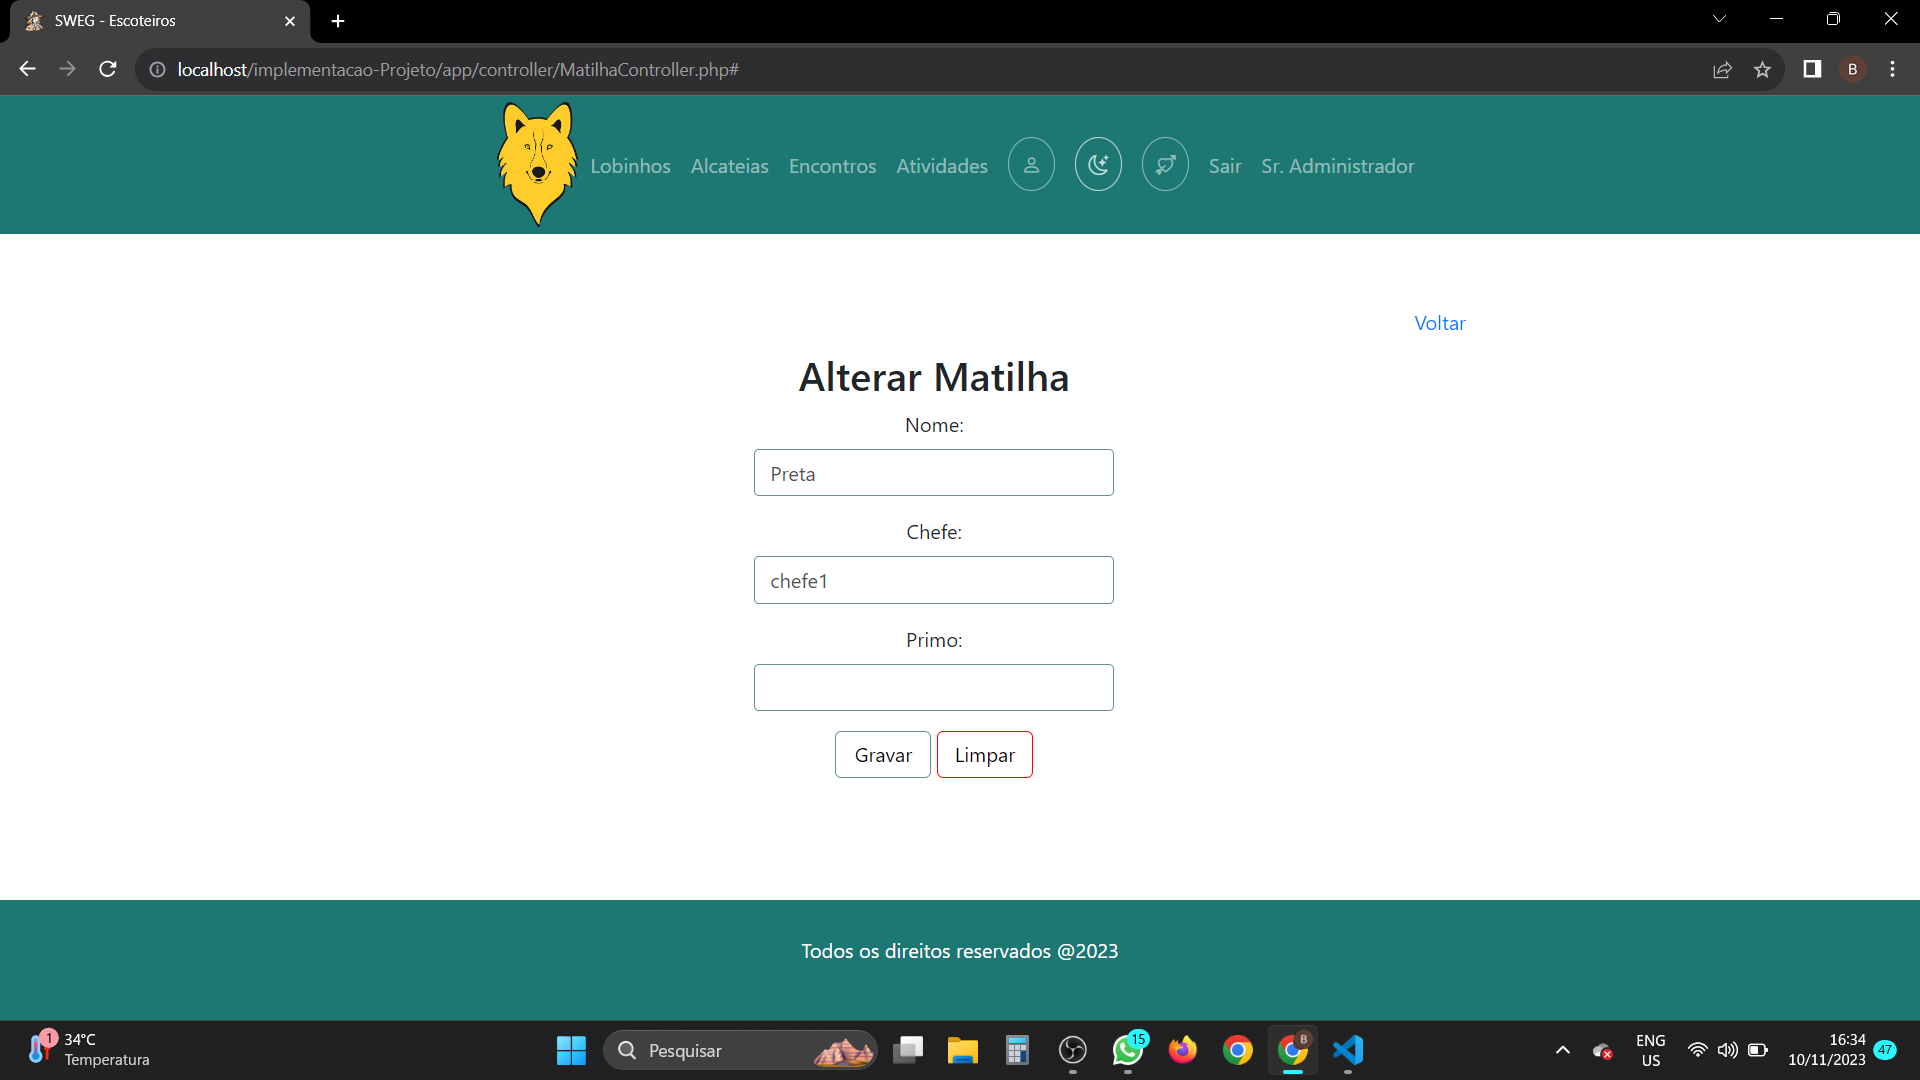 SWEG - Escoteiros
localhost/implementacao-Projeto/app/controller/MatilhaController.php#
B
Lobinhos Alcateias Encontros Atividades Sair Sr. Administrador
Voltar
Alterar Matilha
Nome:
Preta
Chefe:
chefe1
Primo:
Gravar Limpar
Todos os direitos reservados @2023
1
34°C
Temperatura
Pesquisar
15
B
ENG
US
16:34
10/11/2023
47